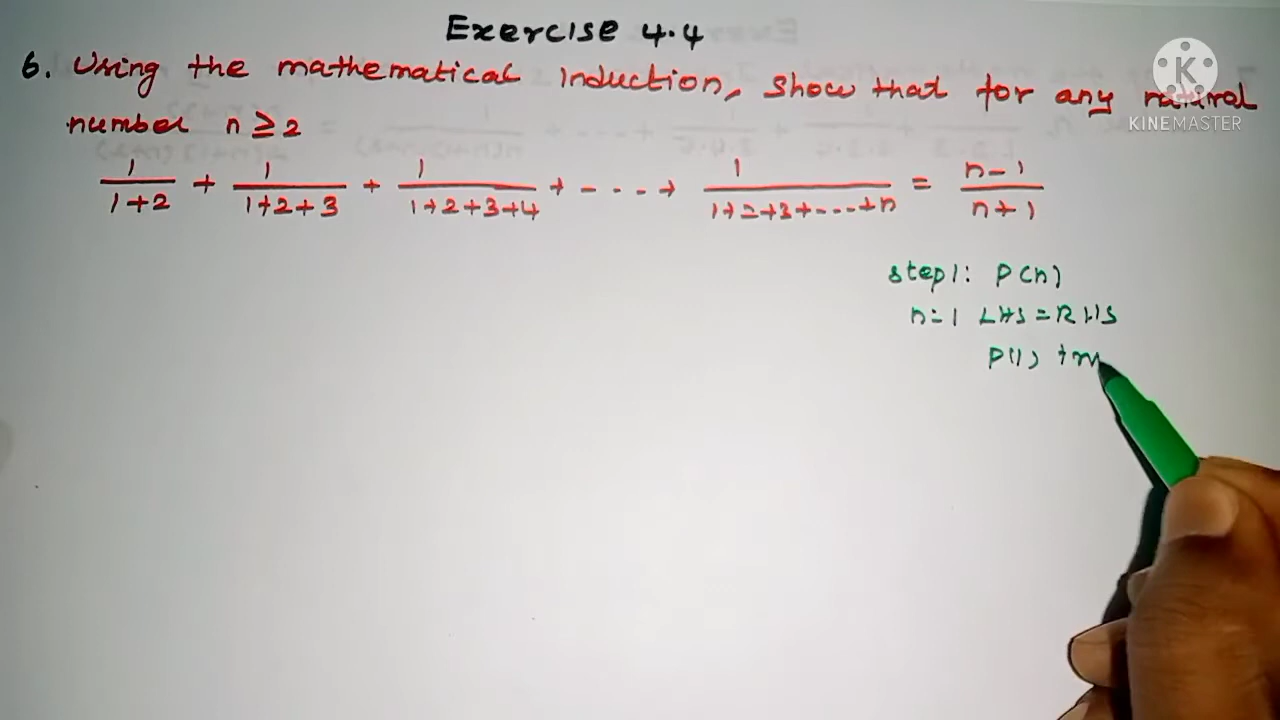 Exercise 4.4
6. Using the mathematical induction, show that for any natural
number n ≥ 2
1/(1+2) + 1/(1+2+3) + 1/(1+2+3+4) + - - - + 1/(1+2+3+---+n) = (n-1)/(n+1)
step1: P(n)
n=1 LHS = RHS
P(1)
K
KINEMASTER